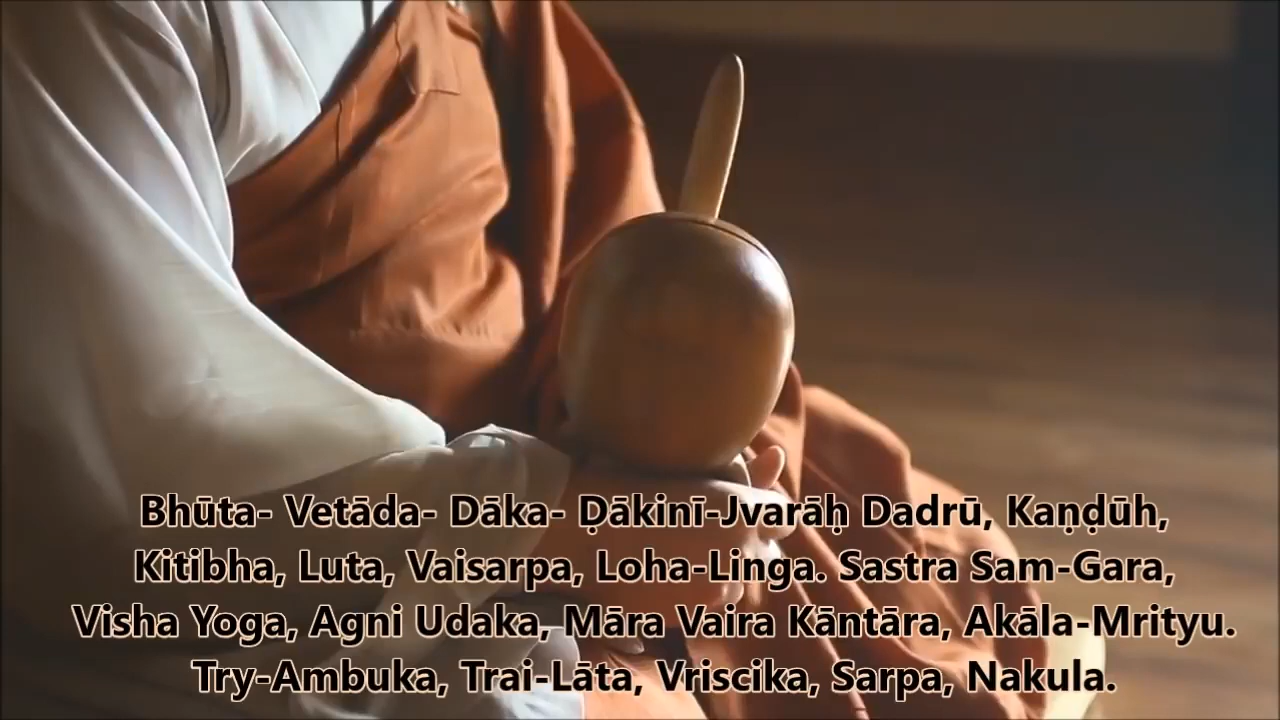 Bhūta- Vetāda- Dāka- Ḍākinī-Jvarāḥ Dadrū, Kaṇḍūh,
Kitibha, Luta, Vaisarpa, Loha-Linga. Sastra Sam-Gara,
Visha Yoga, Agni Udaka, Māra Vaira Kāntāra, Akāla-Mrityu.
Try-Ambuka, Trai-Lāta, Vriscika, Sarpa, Nakula.